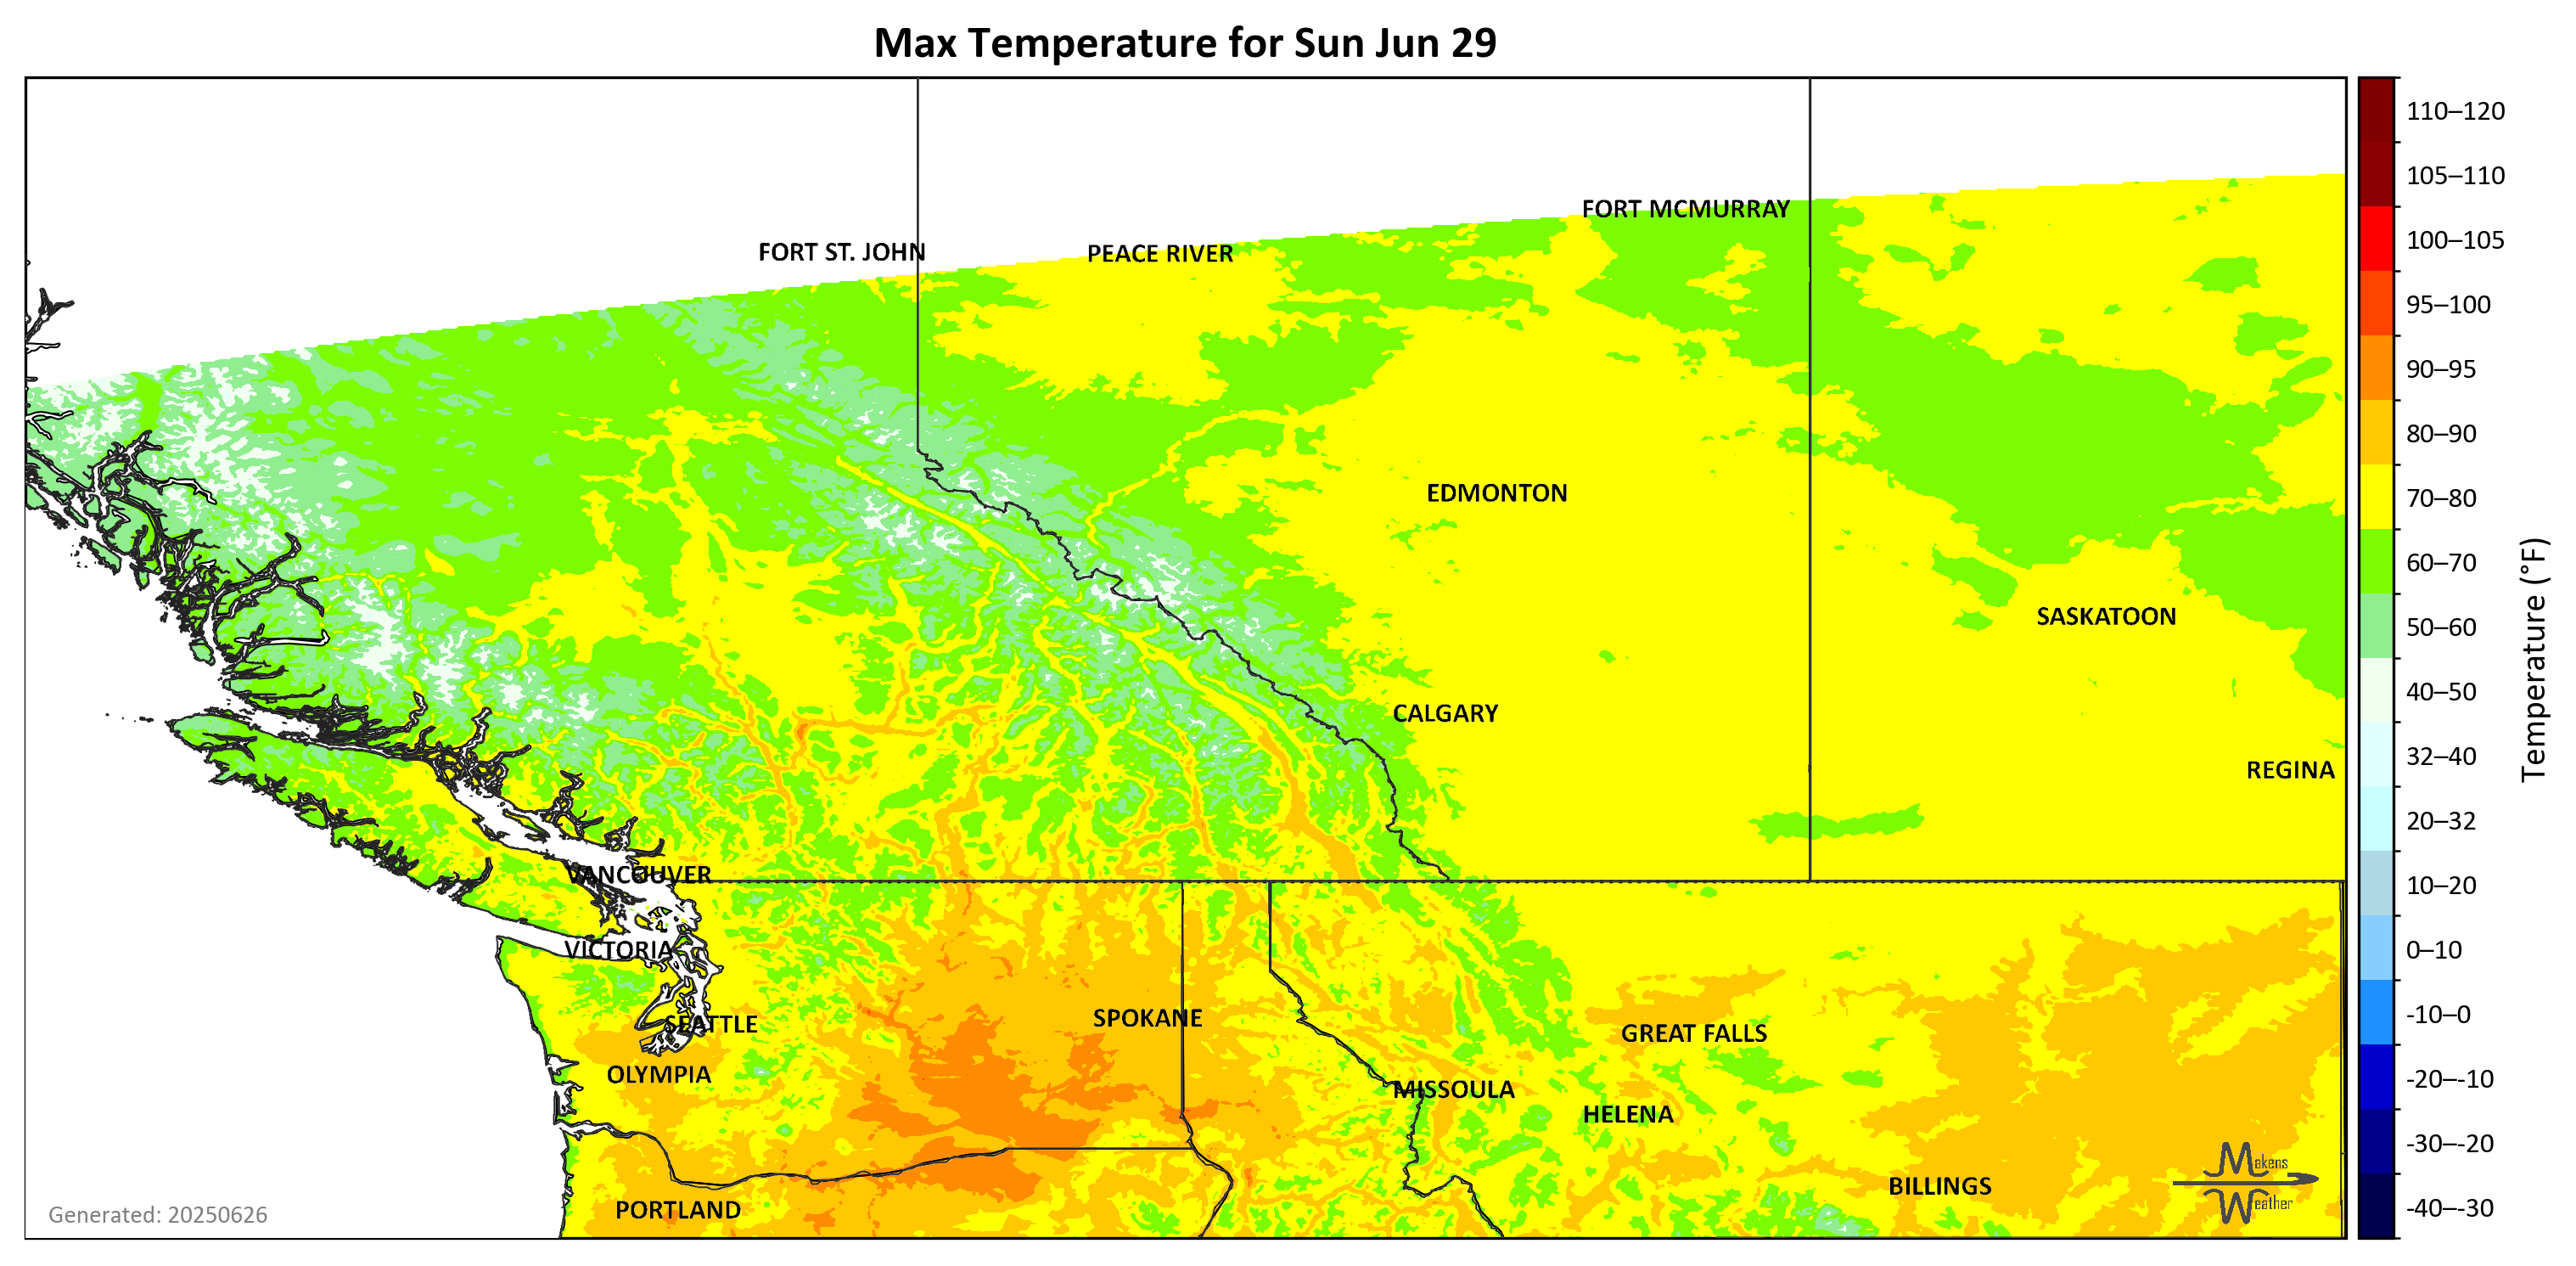 Max Temperature for Sun Jun 29
FORT MCMURRAY
FORT ST. JOHN
PEACE RIVER
EDMONTON
SASKATOON
CALGARY
REGINA
VANCOUVER
VICTORIA
SEATTLE
SPOKANE
GREAT FALLS
OLYMPIA
MISSOULA
HELENA
BILLINGS
PORTLAND
Makens
Weather
Generated: 20250626
110–120
105–110
100–105
95–100
90–95
80–90
70–80
60–70
50–60
40–50
32–40
20–32
10–20
0–10
-10–0
-20–-10
-30–-20
-40–-30
Temperature (°F)